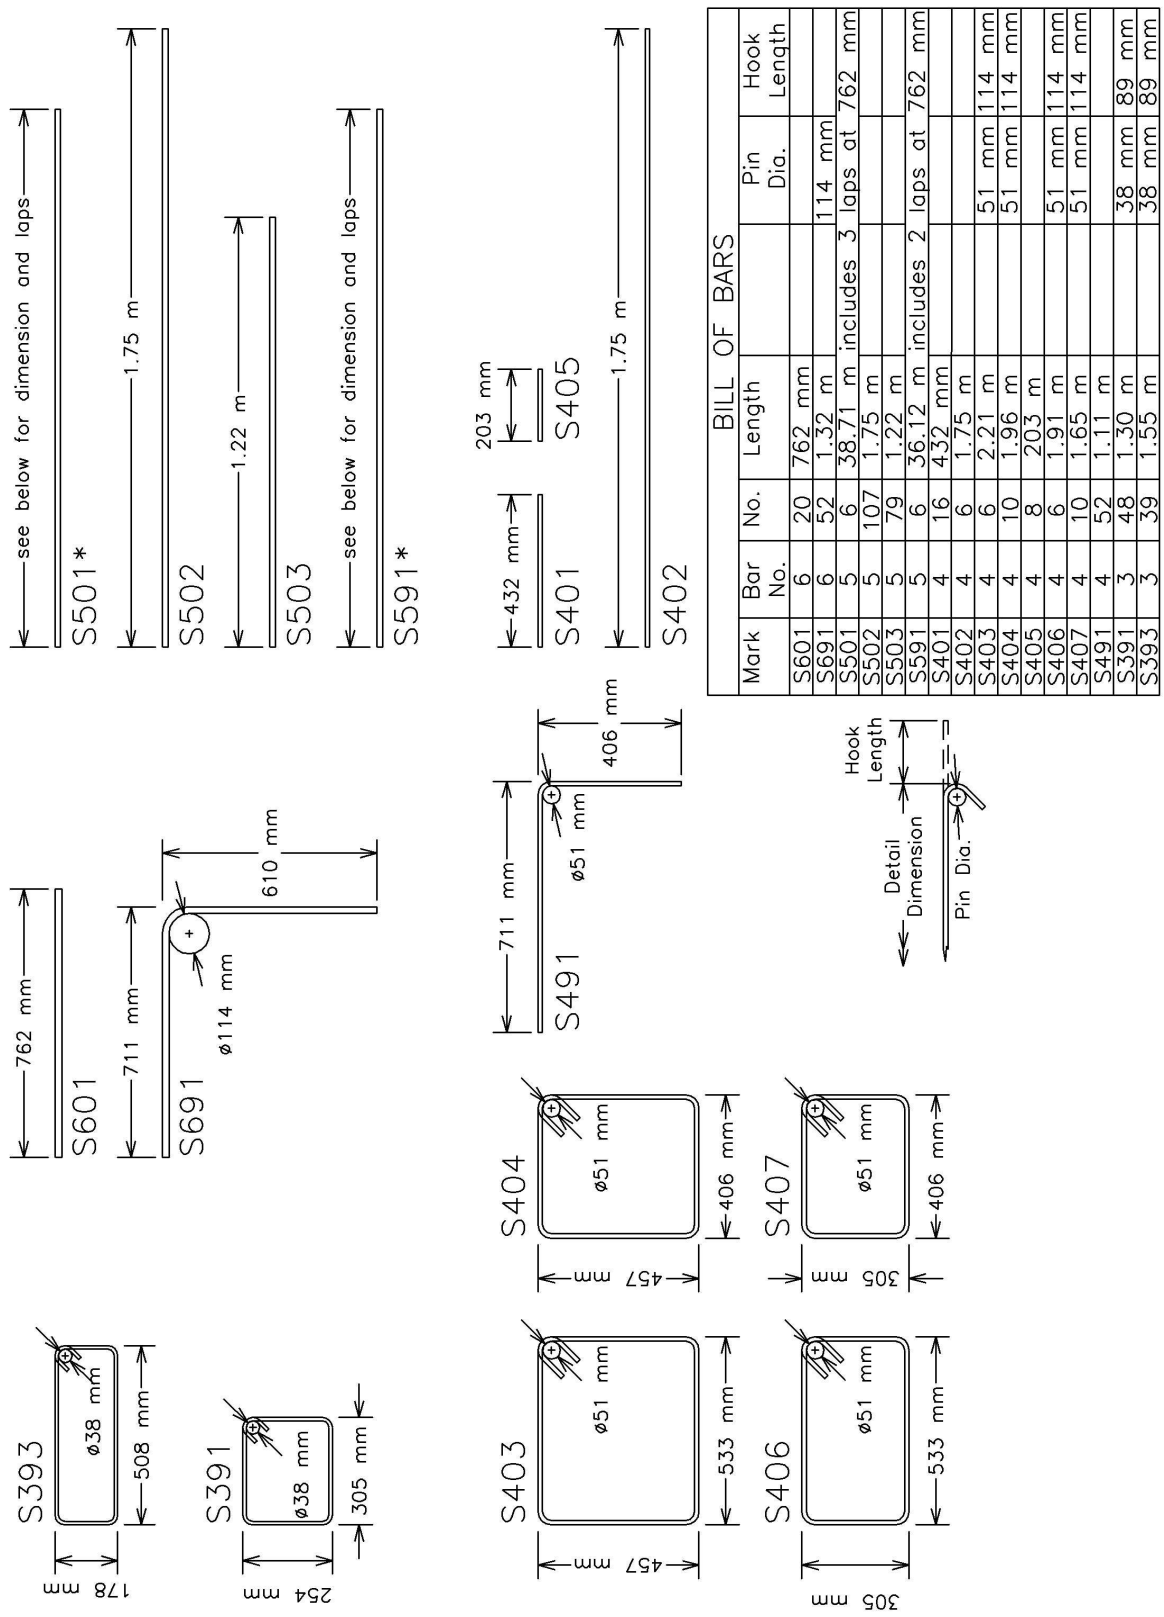 see below for dimension and laps
S501*
1.75 m
S502
1.22 m
S503
see below for dimension and laps
S591*
432 mm
S401
203 mm
S405
1.75 m
S402
762 mm
S601
711 mm
610 mm
ø114 mm
S691
711 mm
406 mm
ø51 mm
S491
Detail
Dimension
Hook
Length
Pin Dia.
S393
ø38 mm
178 mm
508 mm
S391
ø38 mm
254 mm
305 mm
S404
ø51 mm
457 mm
406 mm
S407
ø51 mm
305 mm
406 mm
S403
ø51 mm
457 mm
533 mm
S406
ø51 mm
305 mm
533 mm
BILL OF BARS
Mark Bar No. No. Length Pin Dia. Hook Length
S601 6 20 762 mm
S691 6 52 1.32 m 114 mm
S501 5 6 38.71 m includes 3 laps at 762 mm
S502 5 107 1.75 m
S503 5 79 1.22 m
S591 5 6 36.12 m includes 2 laps at 762 mm
S401 4 16 432 mm
S402 4 6 1.75 m
S403 4 6 2.21 m 51 mm 114 mm
S404 4 10 1.96 m 51 mm 114 mm
S405 4 8 203 m
S406 4 6 1.91 m 51 mm 114 mm
S407 4 10 1.65 m 51 mm 114 mm
S491 4 52 1.11 m
S391 3 48 1.30 m 38 mm 89 mm
S393 3 39 1.55 m 38 mm 89 mm